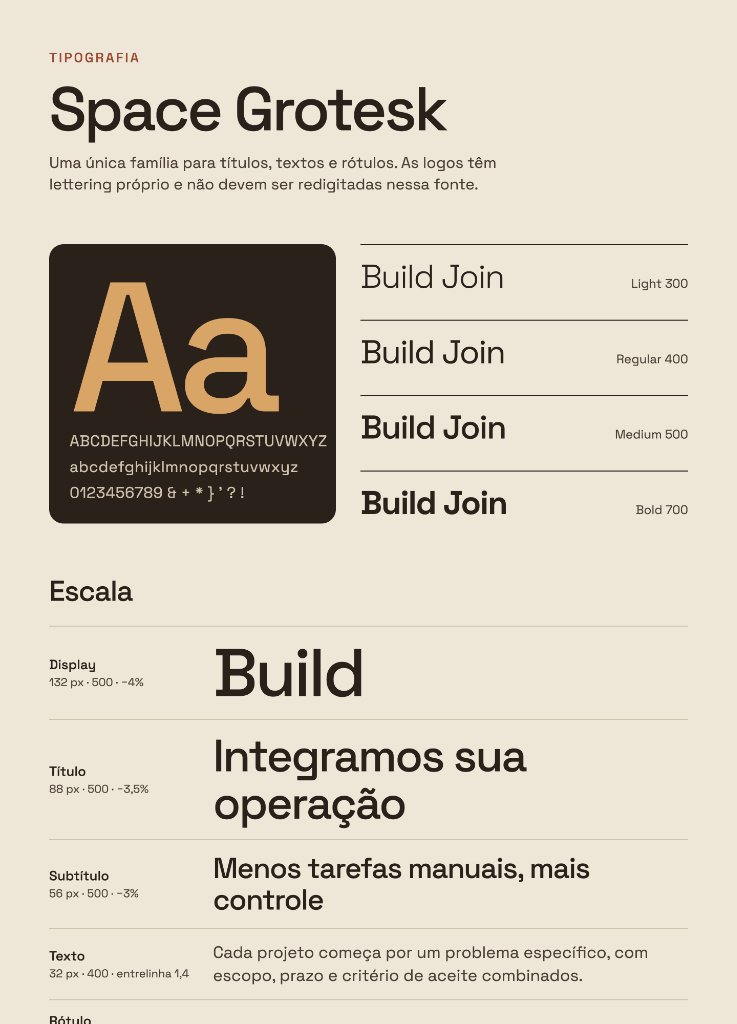 TIPOGRAFIA
Space Grotesk
Uma única família para títulos, textos e rótulos. As logos têm
lettering próprio e não devem ser redigitadas nessa fonte.
Aa
ABCDEFGHIJKLMNOPQRSTUVWXYZ
abcdefghijklmnopqrstuvwxyz
0123456789 & + * } ’ ? !
Build Join
Light 300
Build Join
Regular 400
Build Join
Medium 500
Build Join
Bold 700
Escala
Display
132 px · 500 · −4%
Build
Título
88 px · 500 · −3,5%
Integramos sua
operação
Subtítulo
56 px · 500 · −3%
Menos tarefas manuais, mais
controle
Texto
32 px · 400 · entrelinha 1,4
Cada projeto começa por um problema específico, com
escopo, prazo e critério de aceite combinados.
Rótulo